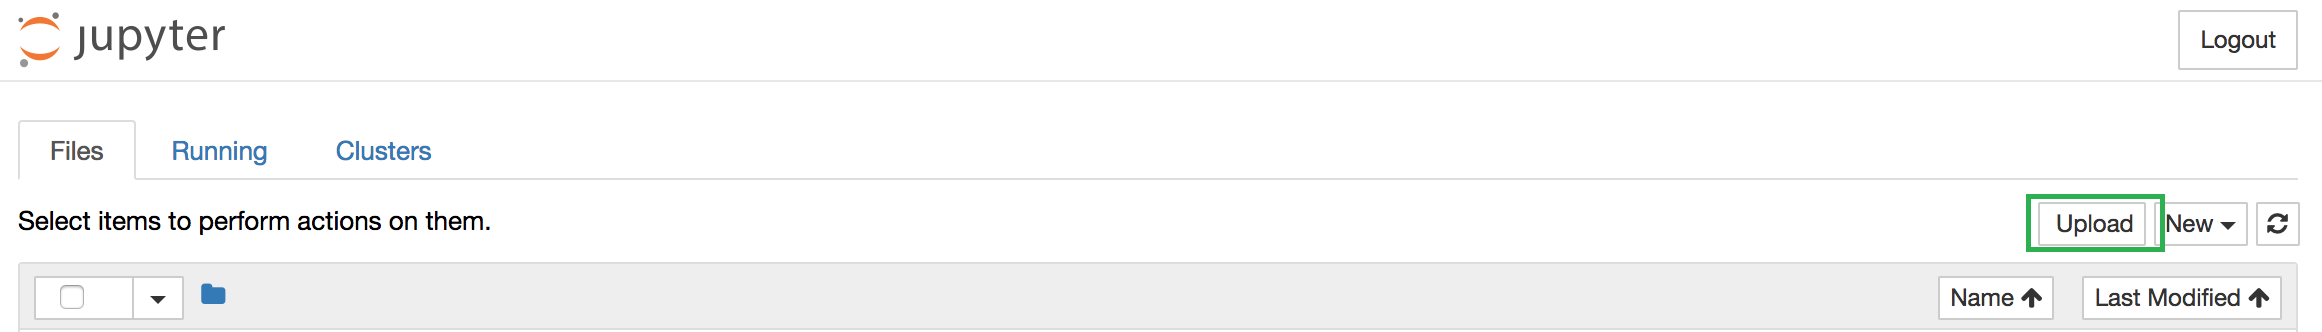 jupyter
Logout
Files Running Clusters
Select items to perform actions on them.
Upload New
Name Last Modified